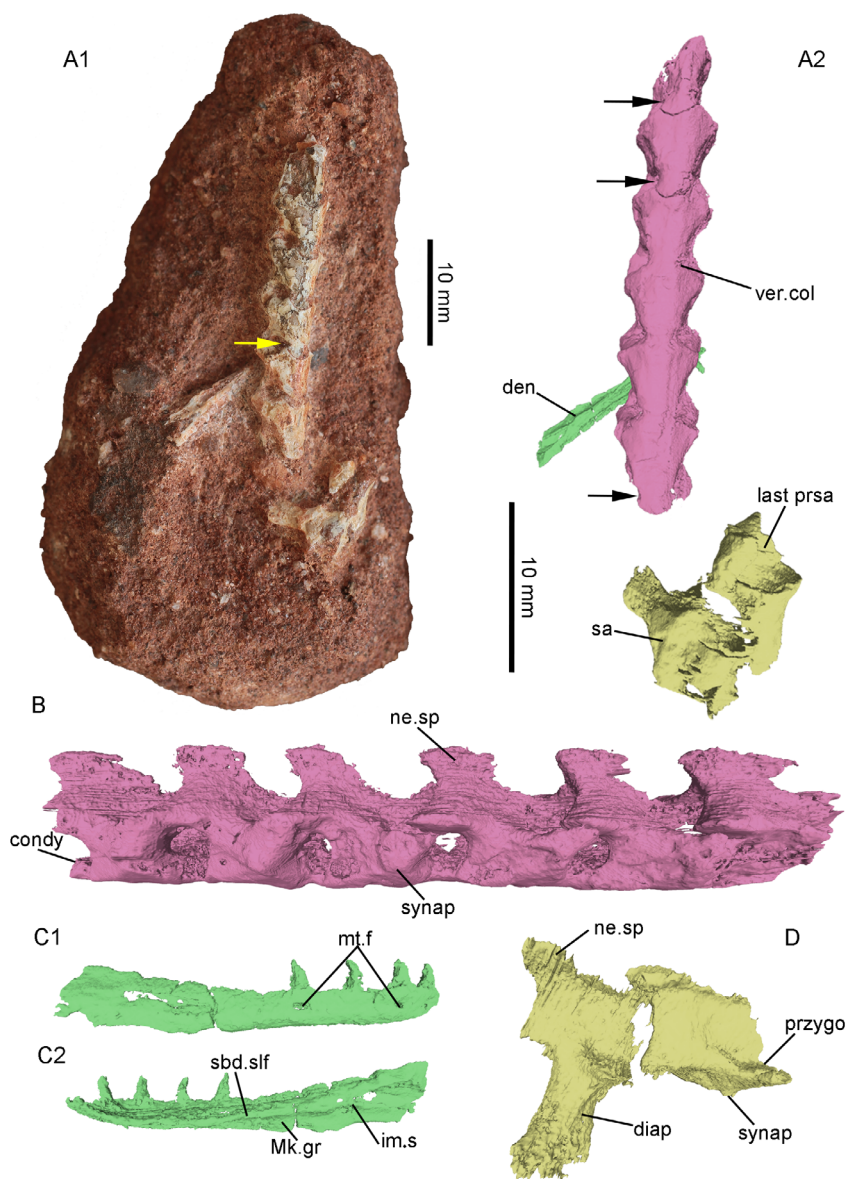 A1
A2
10 mm
ver.col
den
10 mm
last prsa
sa
B
ne.sp
condy
synap
C1
mt.f
C2
sbd.slf
Mk.gr
im.s
D
ne.sp
przygo
diap
synap